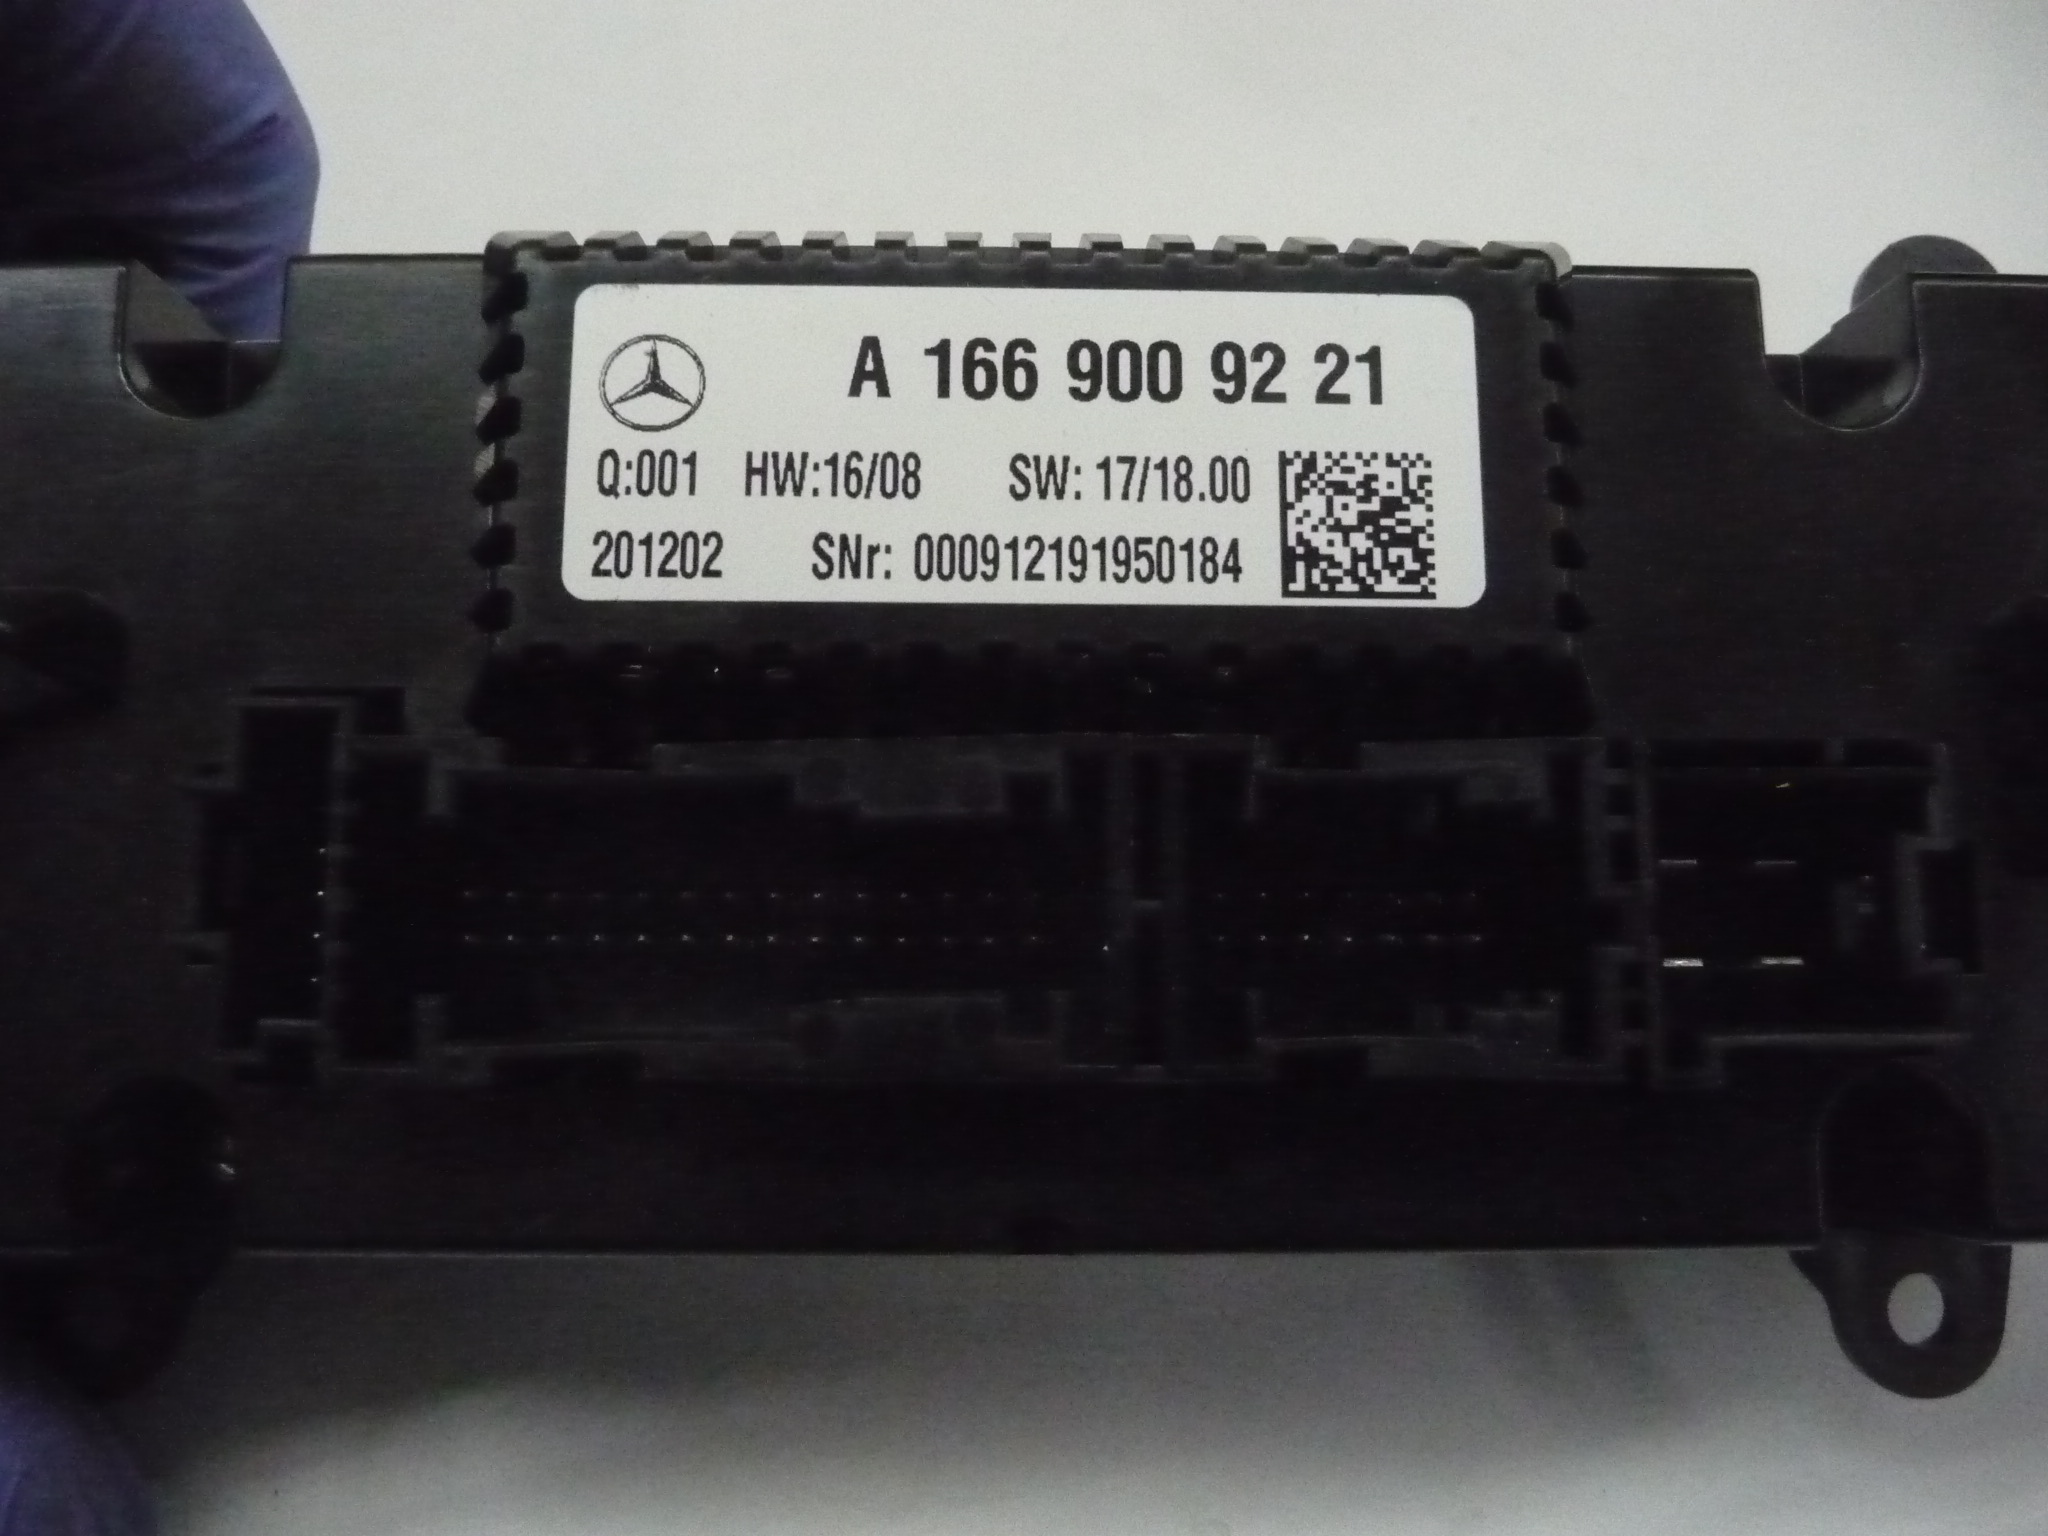 A 166 900 92 21
Q:001 HW:16/08 SW: 17/18.00
201202 SNr: 000912191950184